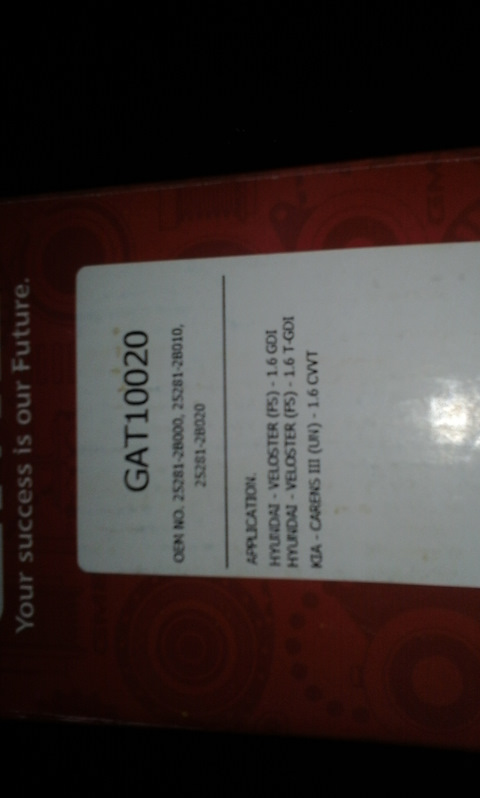 Your success is our Future.
GAT10020
OEM NO. 25281-2B000, 25281-2B010,
25281-2B020
APPLICATION.
HYUNDAI - VELOSTER (FS) - 1.6 GDI
HYUNDAI - VELOSTER (FS) - 1.6 T-GDI
KIA - CARENS III (UN) - 1.6 CVVT